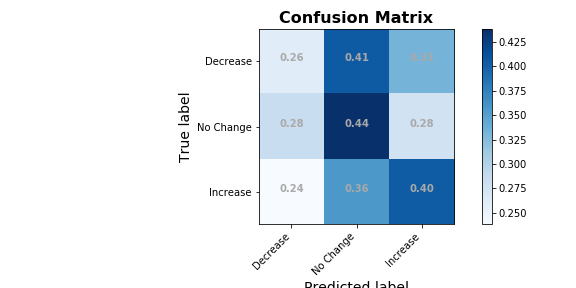 Confusion Matrix
True label
Decrease 0.26 0.41 0.33
No Change 0.28 0.44 0.28
Increase 0.24 0.36 0.40
Decrease
No Change
Increase
Predicted label
0.425
0.400
0.375
0.350
0.325
0.300
0.275
0.250